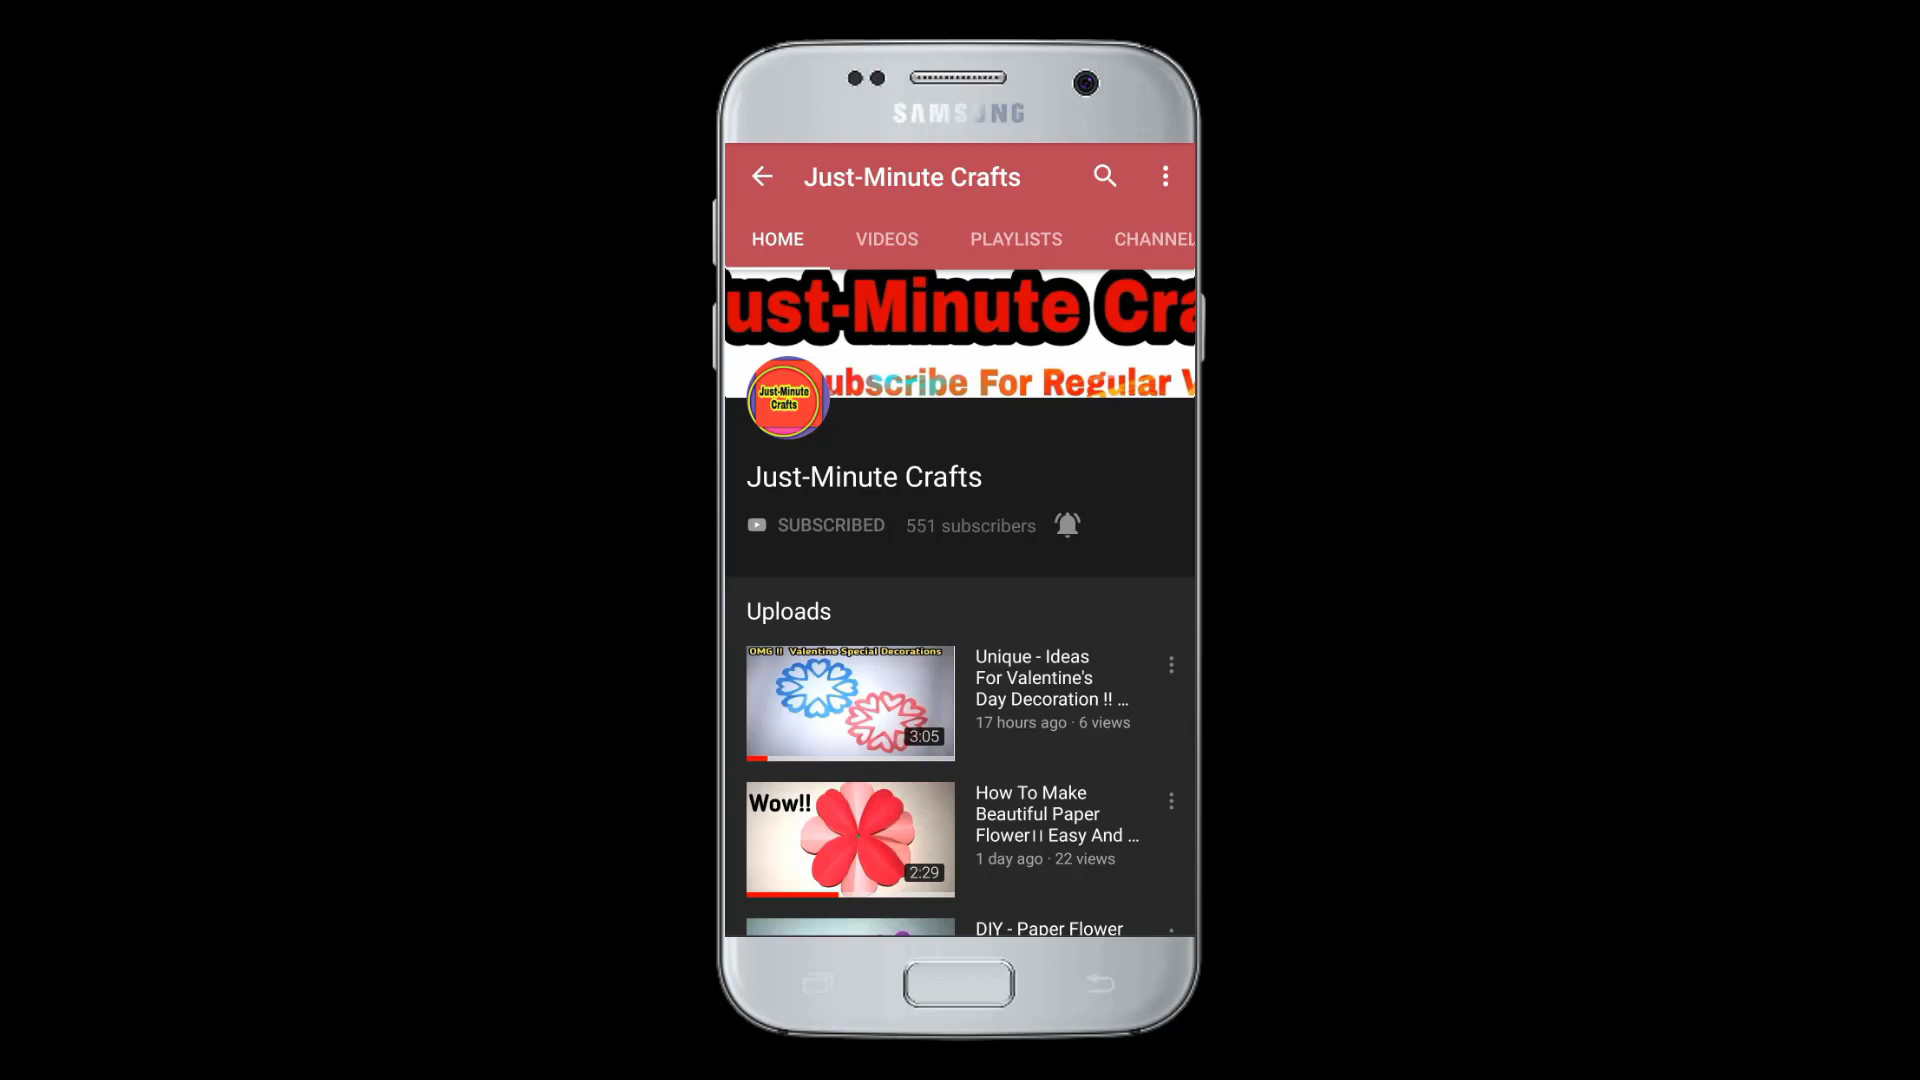 SAMSUNG
Just-Minute Crafts
HOME VIDEOS PLAYLISTS CHANNEL
ust-Minute Cra
ubscribe For Regular V
Just-Minute
Crafts
Just-Minute Crafts
SUBSCRIBED 551 subscribers
Uploads
OMG !! Valentine Special Decorations
3:05
Unique - Ideas
For Valentine's
Day Decoration !! ...
17 hours ago · 6 views
Wow!!
2:29
How To Make
Beautiful Paper
Flower।। Easy And ...
1 day ago · 22 views
DIY - Paper Flower